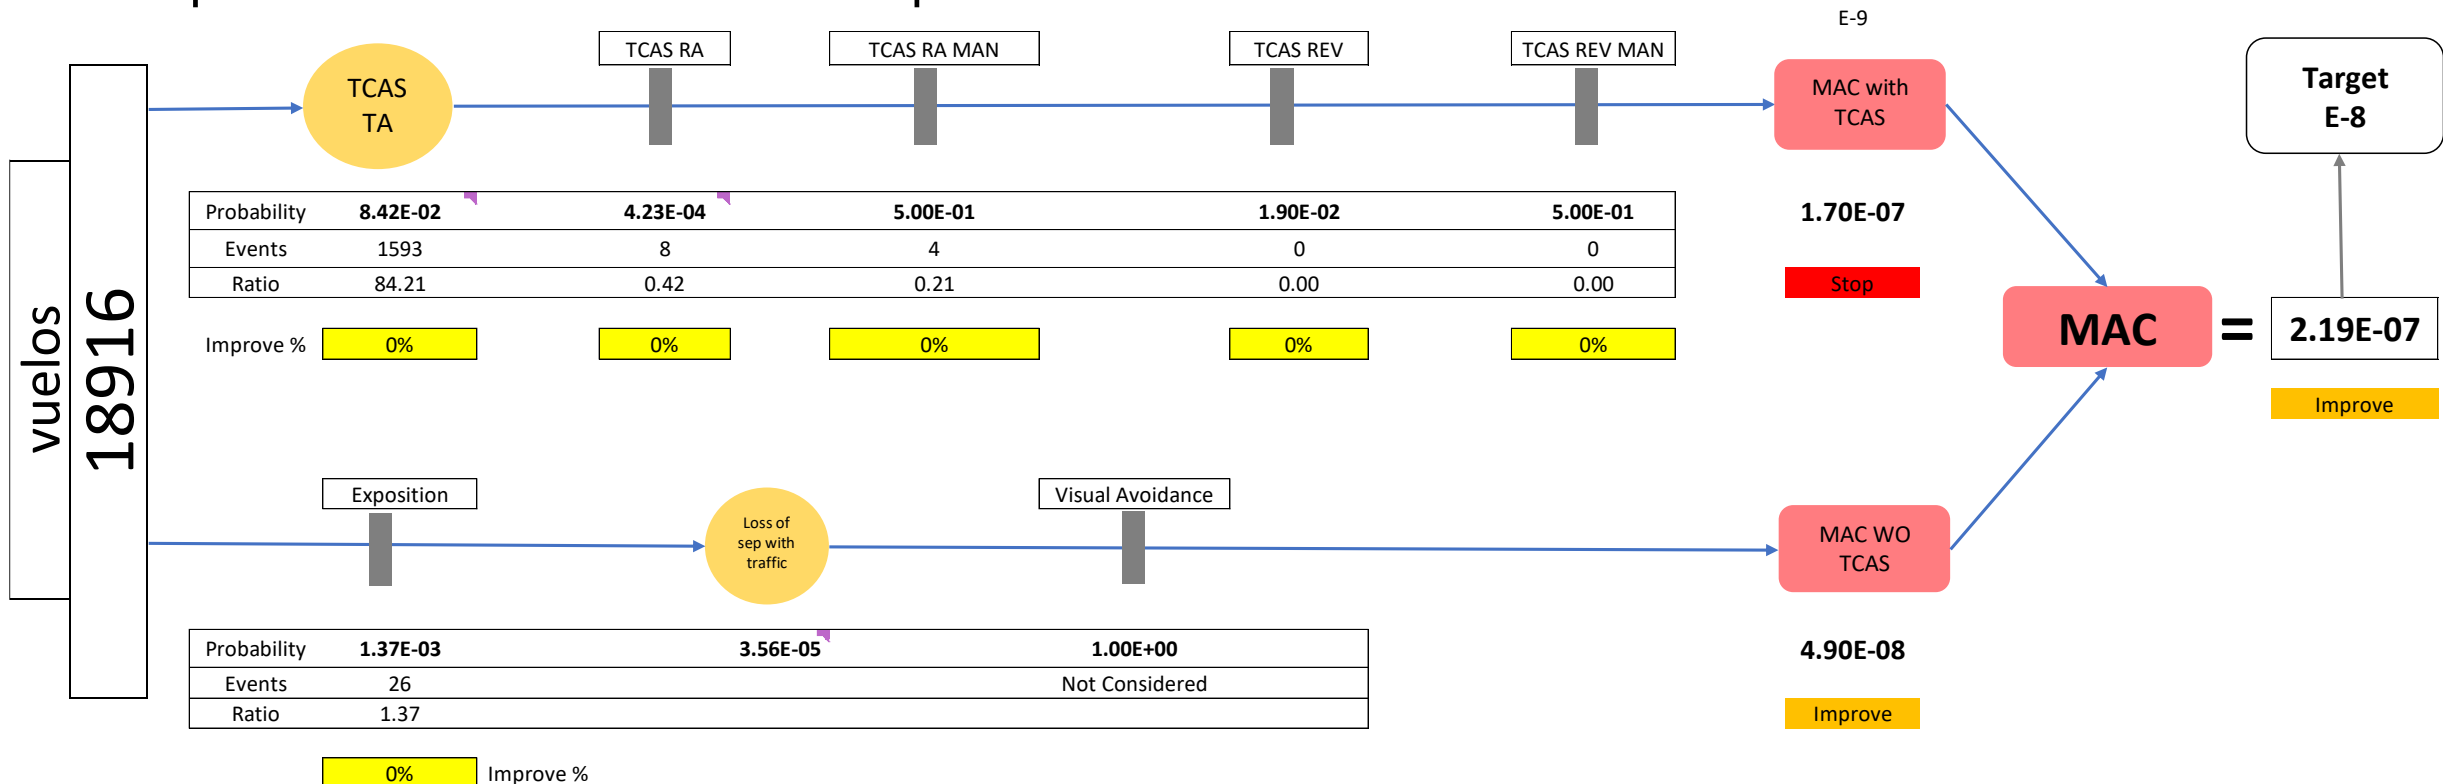 E-9
TCAS RA
TCAS RA MAN
TCAS REV
TCAS REV MAN
TCAS
TA
MAC with
TCAS
Target
E-8
Probability 8.42E-02 4.23E-04 5.00E-01 1.90E-02 5.00E-01
1.70E-07
Events 1593 8 4 0 0
Ratio 84.21 0.42 0.21 0.00 0.00
Stop
vuelos
18916
MAC
=
2.19E-07
Improve % 0% 0% 0% 0% 0%
Improve
Exposition
Visual Avoidance
Loss of
sep with
traffic
MAC WO
TCAS
Probability 1.37E-03 3.56E-05 1.00E+00
4.90E-08
Events 26 Not Considered
Ratio 1.37
Improve
0% Improve %